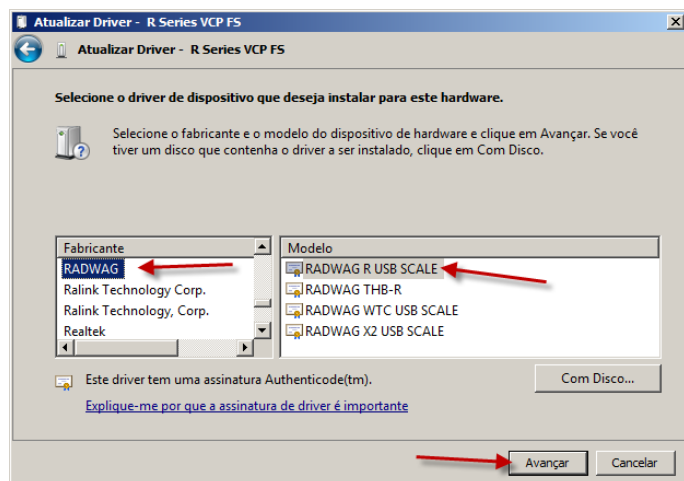 Atualizar Driver - R Series VCP FS
Atualizar Driver - R Series VCP FS
Selecione o driver de dispositivo que deseja instalar para este hardware.
Selecione o fabricante e o modelo do dispositivo de hardware e clique em Avançar. Se você
tiver um disco que contenha o driver a ser instalado, clique em Com Disco.
Fabricante
RADWAG
Ralink Technology Corp.
Ralink Technology, Corp.
Realtek
Modelo
RADWAG R USB SCALE
RADWAG THB-R
RADWAG WTC USB SCALE
RADWAG X2 USB SCALE
Este driver tem uma assinatura Authenticode(tm).
Com Disco...
Explique-me por que a assinatura de driver é importante
Avançar
Cancelar